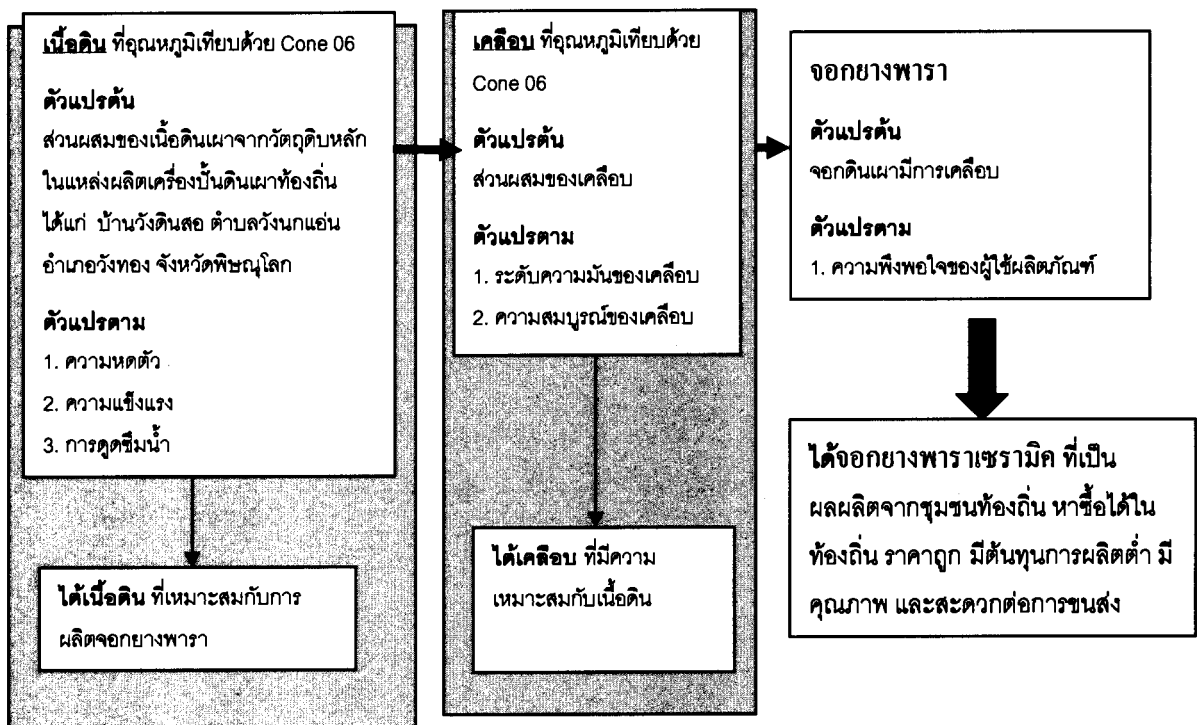 เนื้อดิน ที่อุณหภูมิเทียบด้วย Cone 06
ตัวแปรต้น
ส่วนผสมของเนื้อดินเผาจากวัตถุดิบหลัก
ในแหล่งผลิตเครื่องปั้นดินเผาท้องถิ่น
ได้แก่ บ้านวังดินสอ ตำบลวังนกแอ่น
อำเภอวังทอง จังหวัดพิษณุโลก
ตัวแปรตาม
1. ความหดตัว
2. ความแข็งแรง
3. การดูดซึมน้ำ
ได้เนื้อดิน ที่เหมาะสมกับการ
ผลิตจอกยางพารา
เคลือบ ที่อุณหภูมิเทียบด้วย
Cone 06
ตัวแปรต้น
ส่วนผสมของเคลือบ
ตัวแปรตาม
1. ระดับความมันของเคลือบ
2. ความสมบูรณ์ของเคลือบ
ได้เคลือบ ที่มีความ
เหมาะสมกับเนื้อดิน
จอกยางพารา
ตัวแปรต้น
จอกดินเผามีการเคลือบ
ตัวแปรตาม
1. ความพึงพอใจของผู้ใช้ผลิตภัณฑ์
ได้จอกยางพาราเซรามิค ที่เป็น
ผลผลิตจากชุมชนท้องถิ่น หาซื้อได้ใน
ท้องถิ่น ราคาถูก มีต้นทุนการผลิตต่ำ มี
คุณภาพ และสะดวกต่อการขนส่ง